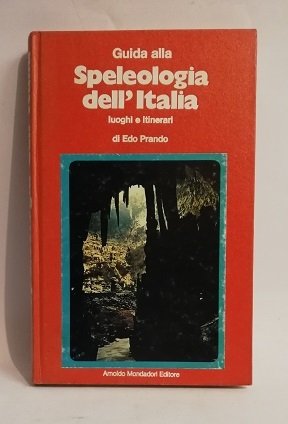 Guida alla
Speleologia
dell'Italia
luoghi e itinerari
di Edo Prando
Arnoldo Mondadori Editore